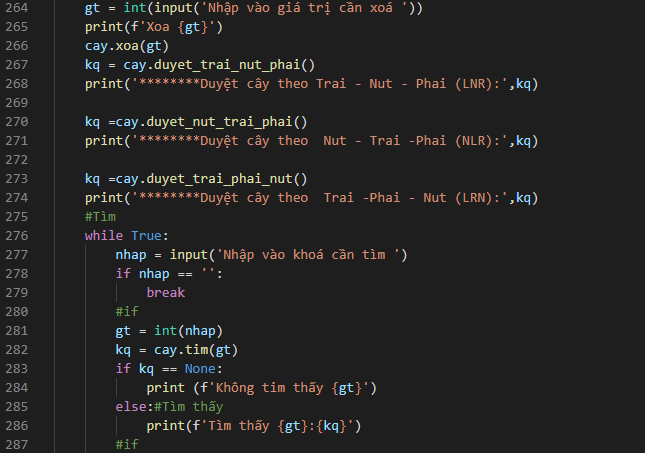 264 gt = int(input('Nhập vào giá trị cần xoá '))
265 print(f'Xoa {gt}')
266 cay.xoa(gt)
267 kq = cay.duyet_trai_nut_phai()
268 print('********Duyệt cây theo Trai - Nut - Phai (LNR):',kq)
269
270 kq =cay.duyet_nut_trai_phai()
271 print('********Duyệt cây theo  Nut - Trai -Phai (NLR):',kq)
272
273 kq =cay.duyet_trai_phai_nut()
274 print('********Duyệt cây theo  Trai -Phai - Nut (LRN):',kq)
275 #Tìm
276 while True:
277 nhap = input('Nhập vào khoá cần tìm ')
278 if nhap == '':
279 break
280 #if
281 gt = int(nhap)
282 kq = cay.tim(gt)
283 if kq == None:
284 print (f'Không tìm thấy {gt}')
285 else:#Tìm thấy
286 print(f'Tìm thấy {gt}:{kq}')
287 #if